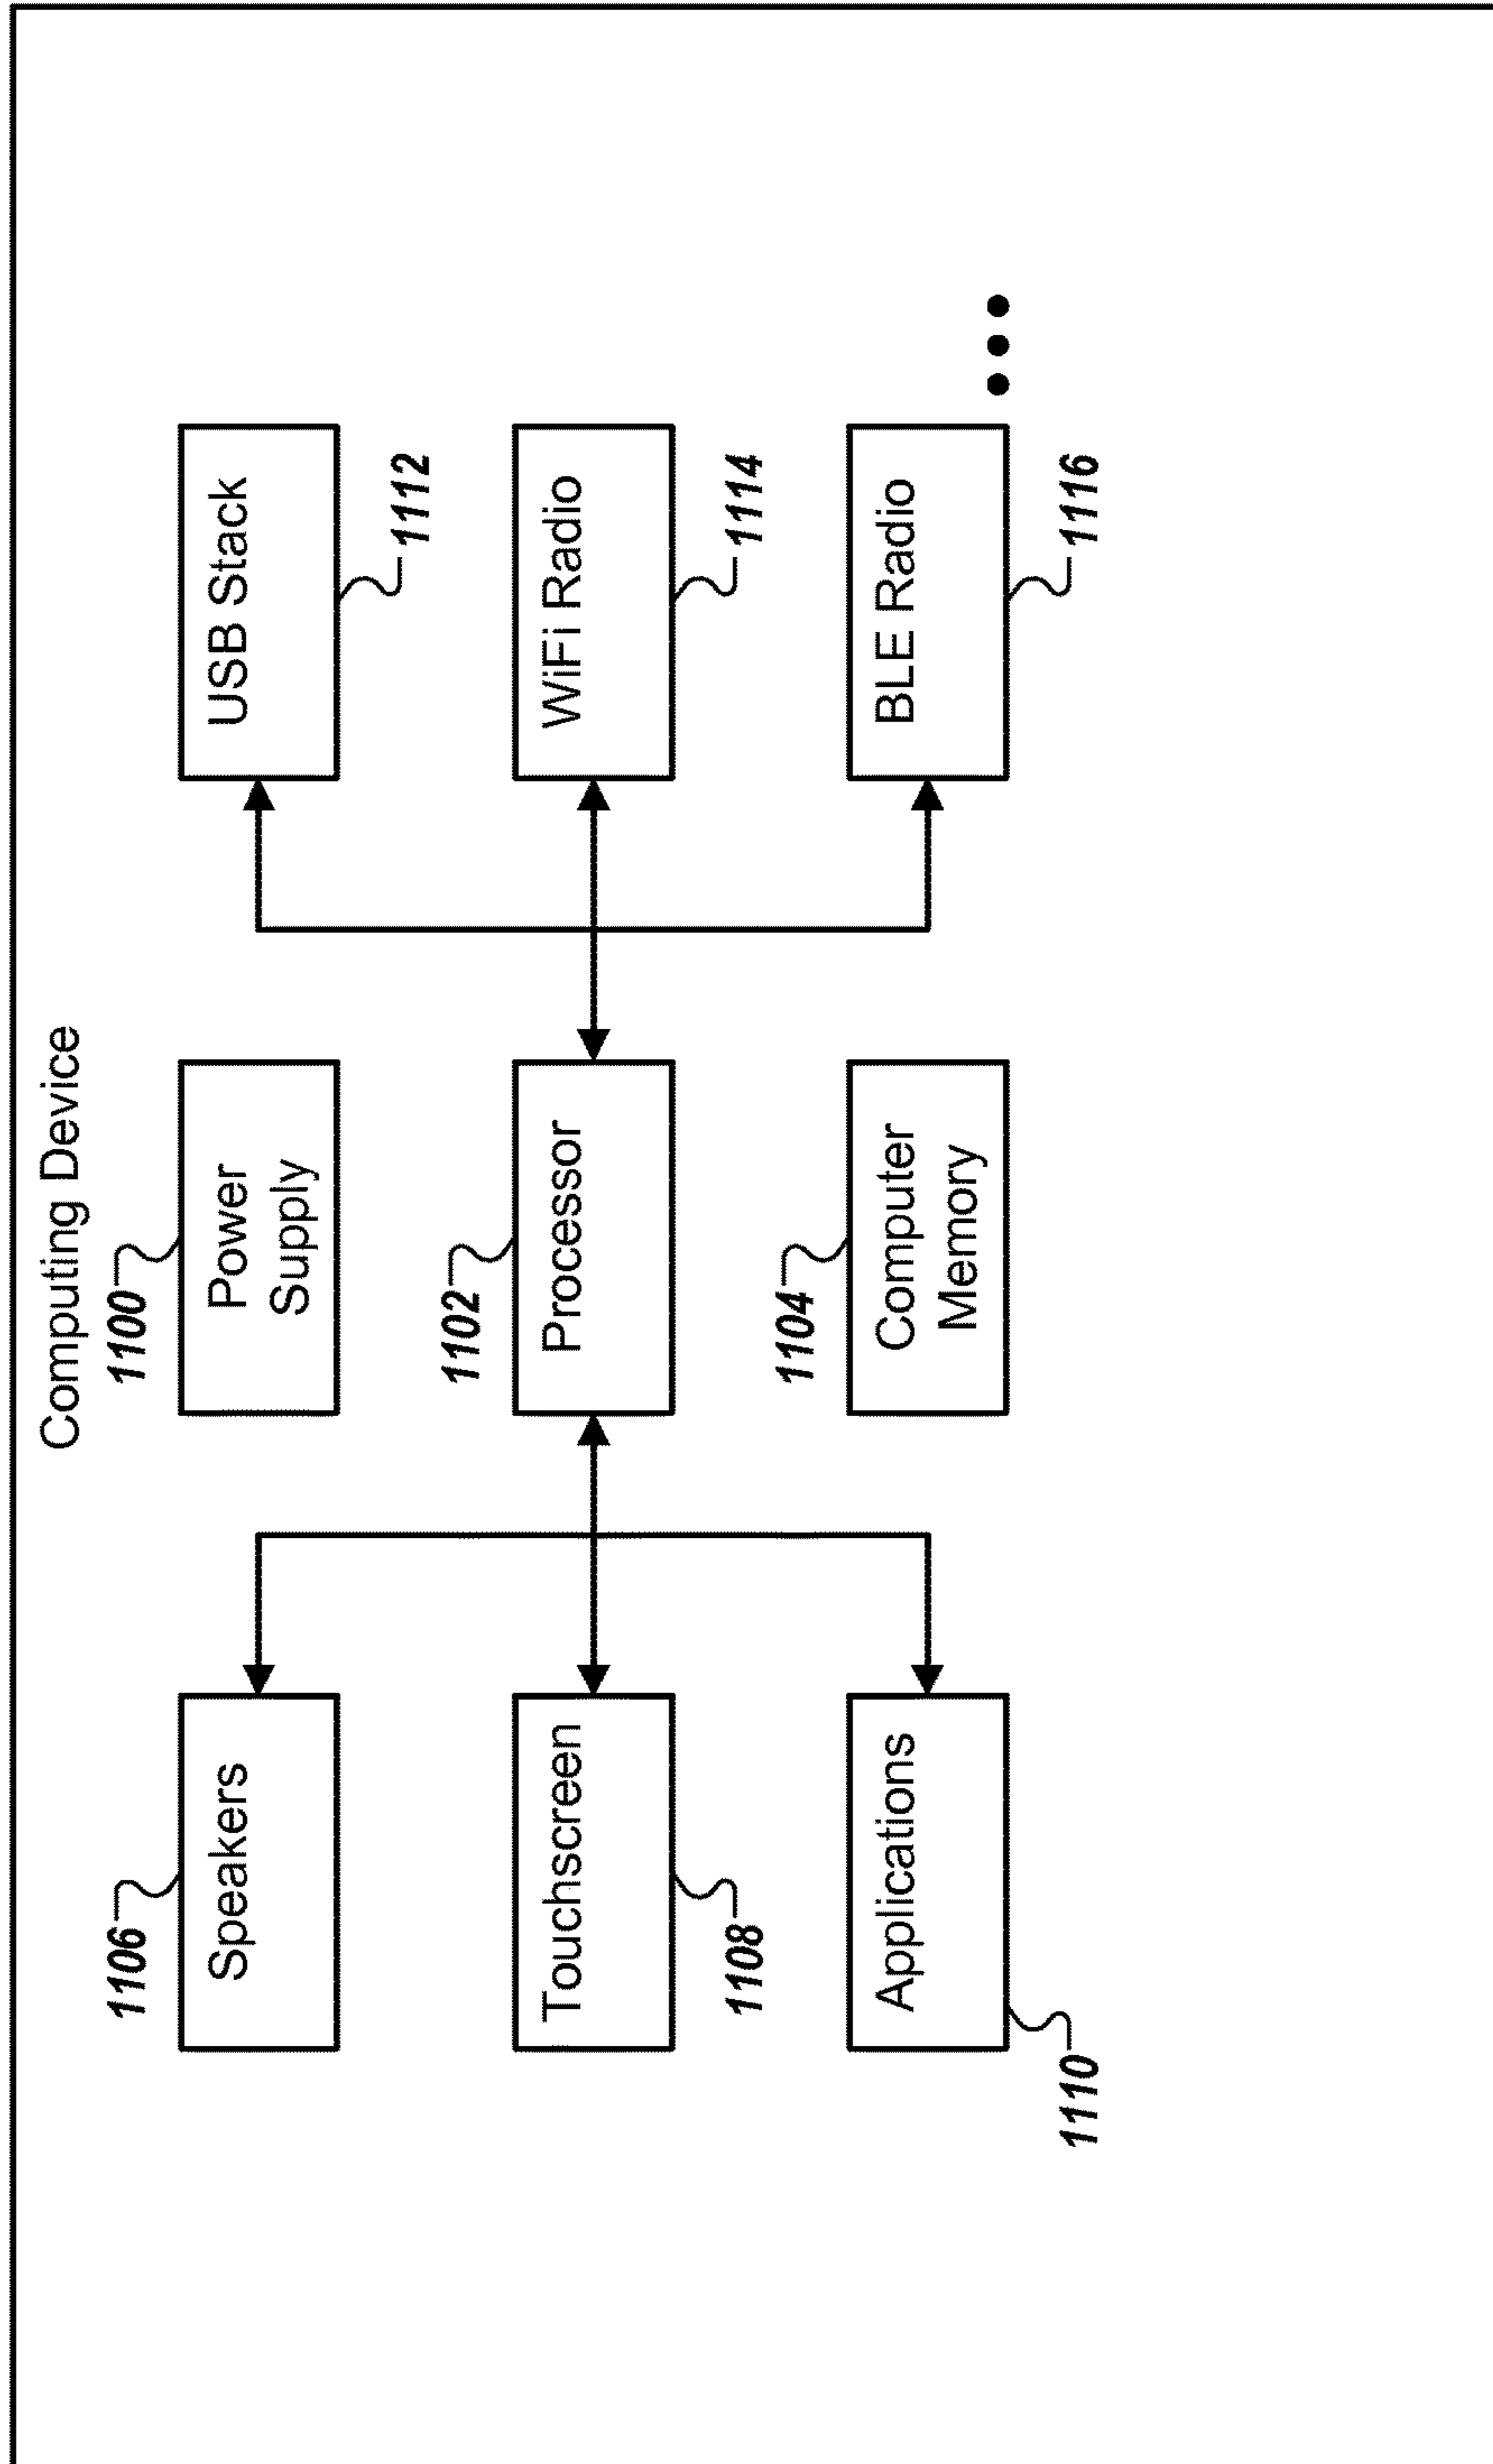 Computing Device
1106
Speakers
1100
Power
Supply
USB Stack
1112
Touchscreen
1108
1102
Processor
WiFi Radio
1114
Applications
1110
1104
Computer
Memory
BLE Radio
1116